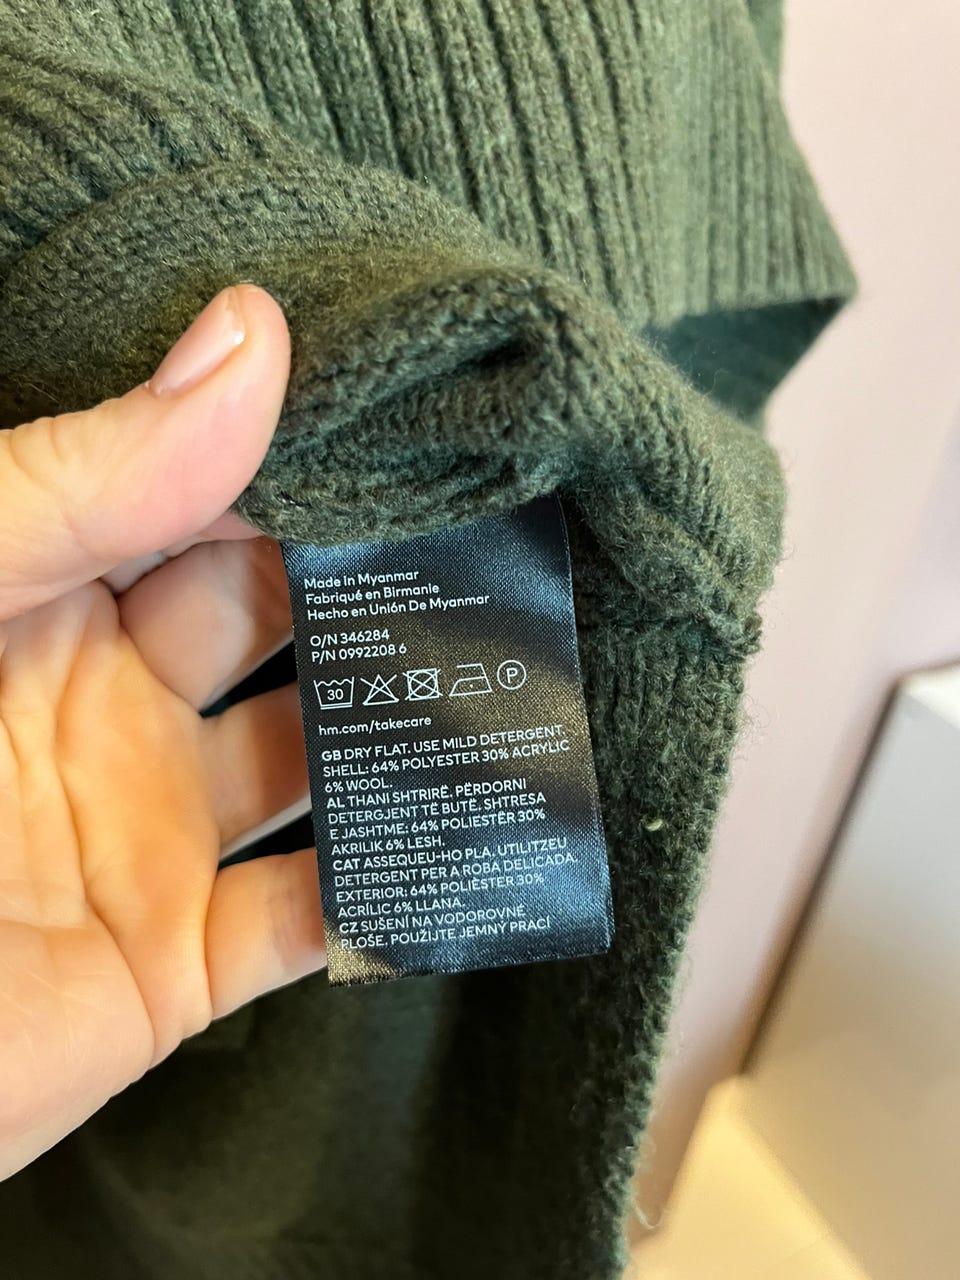 Made in Myanmar
Fabriqué en Birmanie
Hecho en Unión De Myanmar
O/N 346284
P/N 0992208 6
30 P
hm.com/takecare
GB DRY FLAT. USE MILD DETERGENT.
SHELL: 64% POLYESTER 30% ACRYLIC
6% WOOL.
AL THANI SHTRIRË. PËRDORNI
DETERGJENT TË BUTË. SHTRESA
E JASHTME: 64% POLIESTËR 30%
AKRILIK 6% LESH.
CAT ASSEQUEU-HO PLA. UTILITZEU
DETERGENT PER A ROBA DELICADA.
EXTERIOR: 64% POLIÈSTER 30%
ACRÍLIC 6% LLANA.
CZ SUŠENÍ NA VODOROVNÉ
PLOŠE. POUŽIJTE JEMNÝ PRACÍ